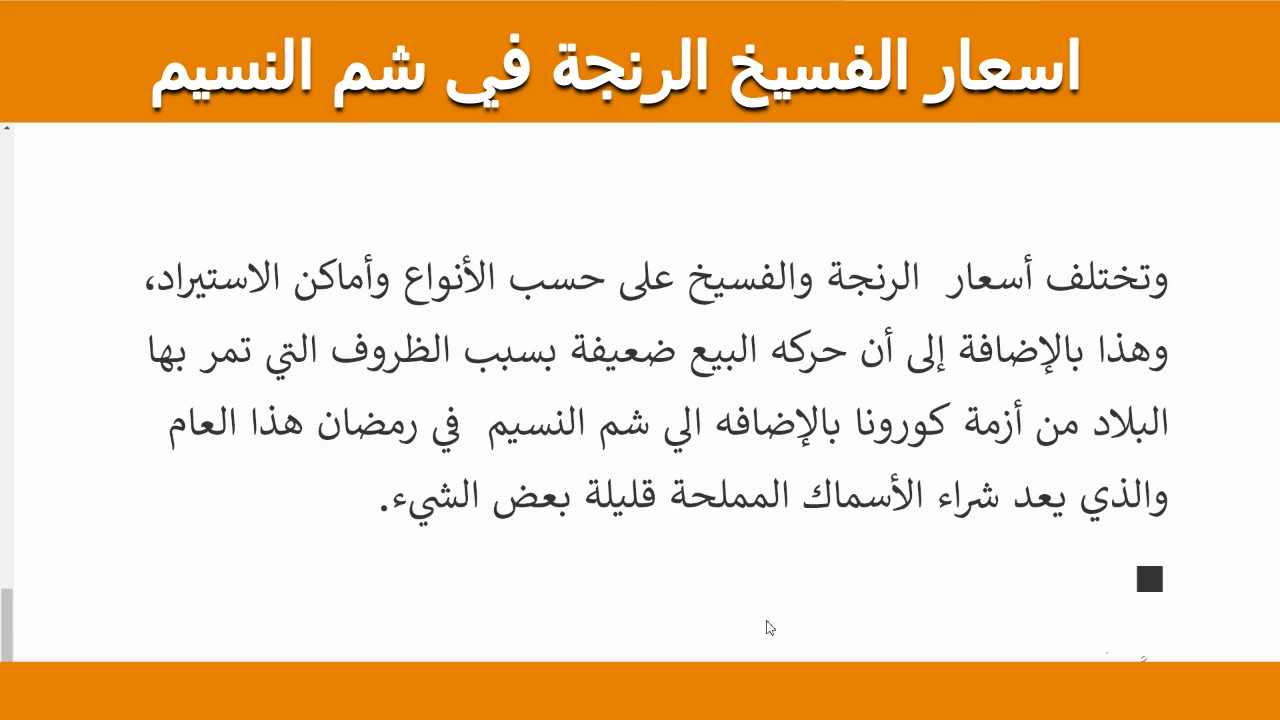 اسعار الفسيخ الرنجة في شم النسيم
وتختلف أسعار الرنجة والفسيخ على حسب الأنواع وأماكن الاستيراد،
وهذا بالإضافة إلى أن حركه البيع ضعيفة بسبب الظروف التي تمر بها
البلاد من أزمة كورونا بالإضافه الي شم النسيم في رمضان هذا العام
والذي يعد شراء الأسماك المملحة قليلة بعض الشيء.